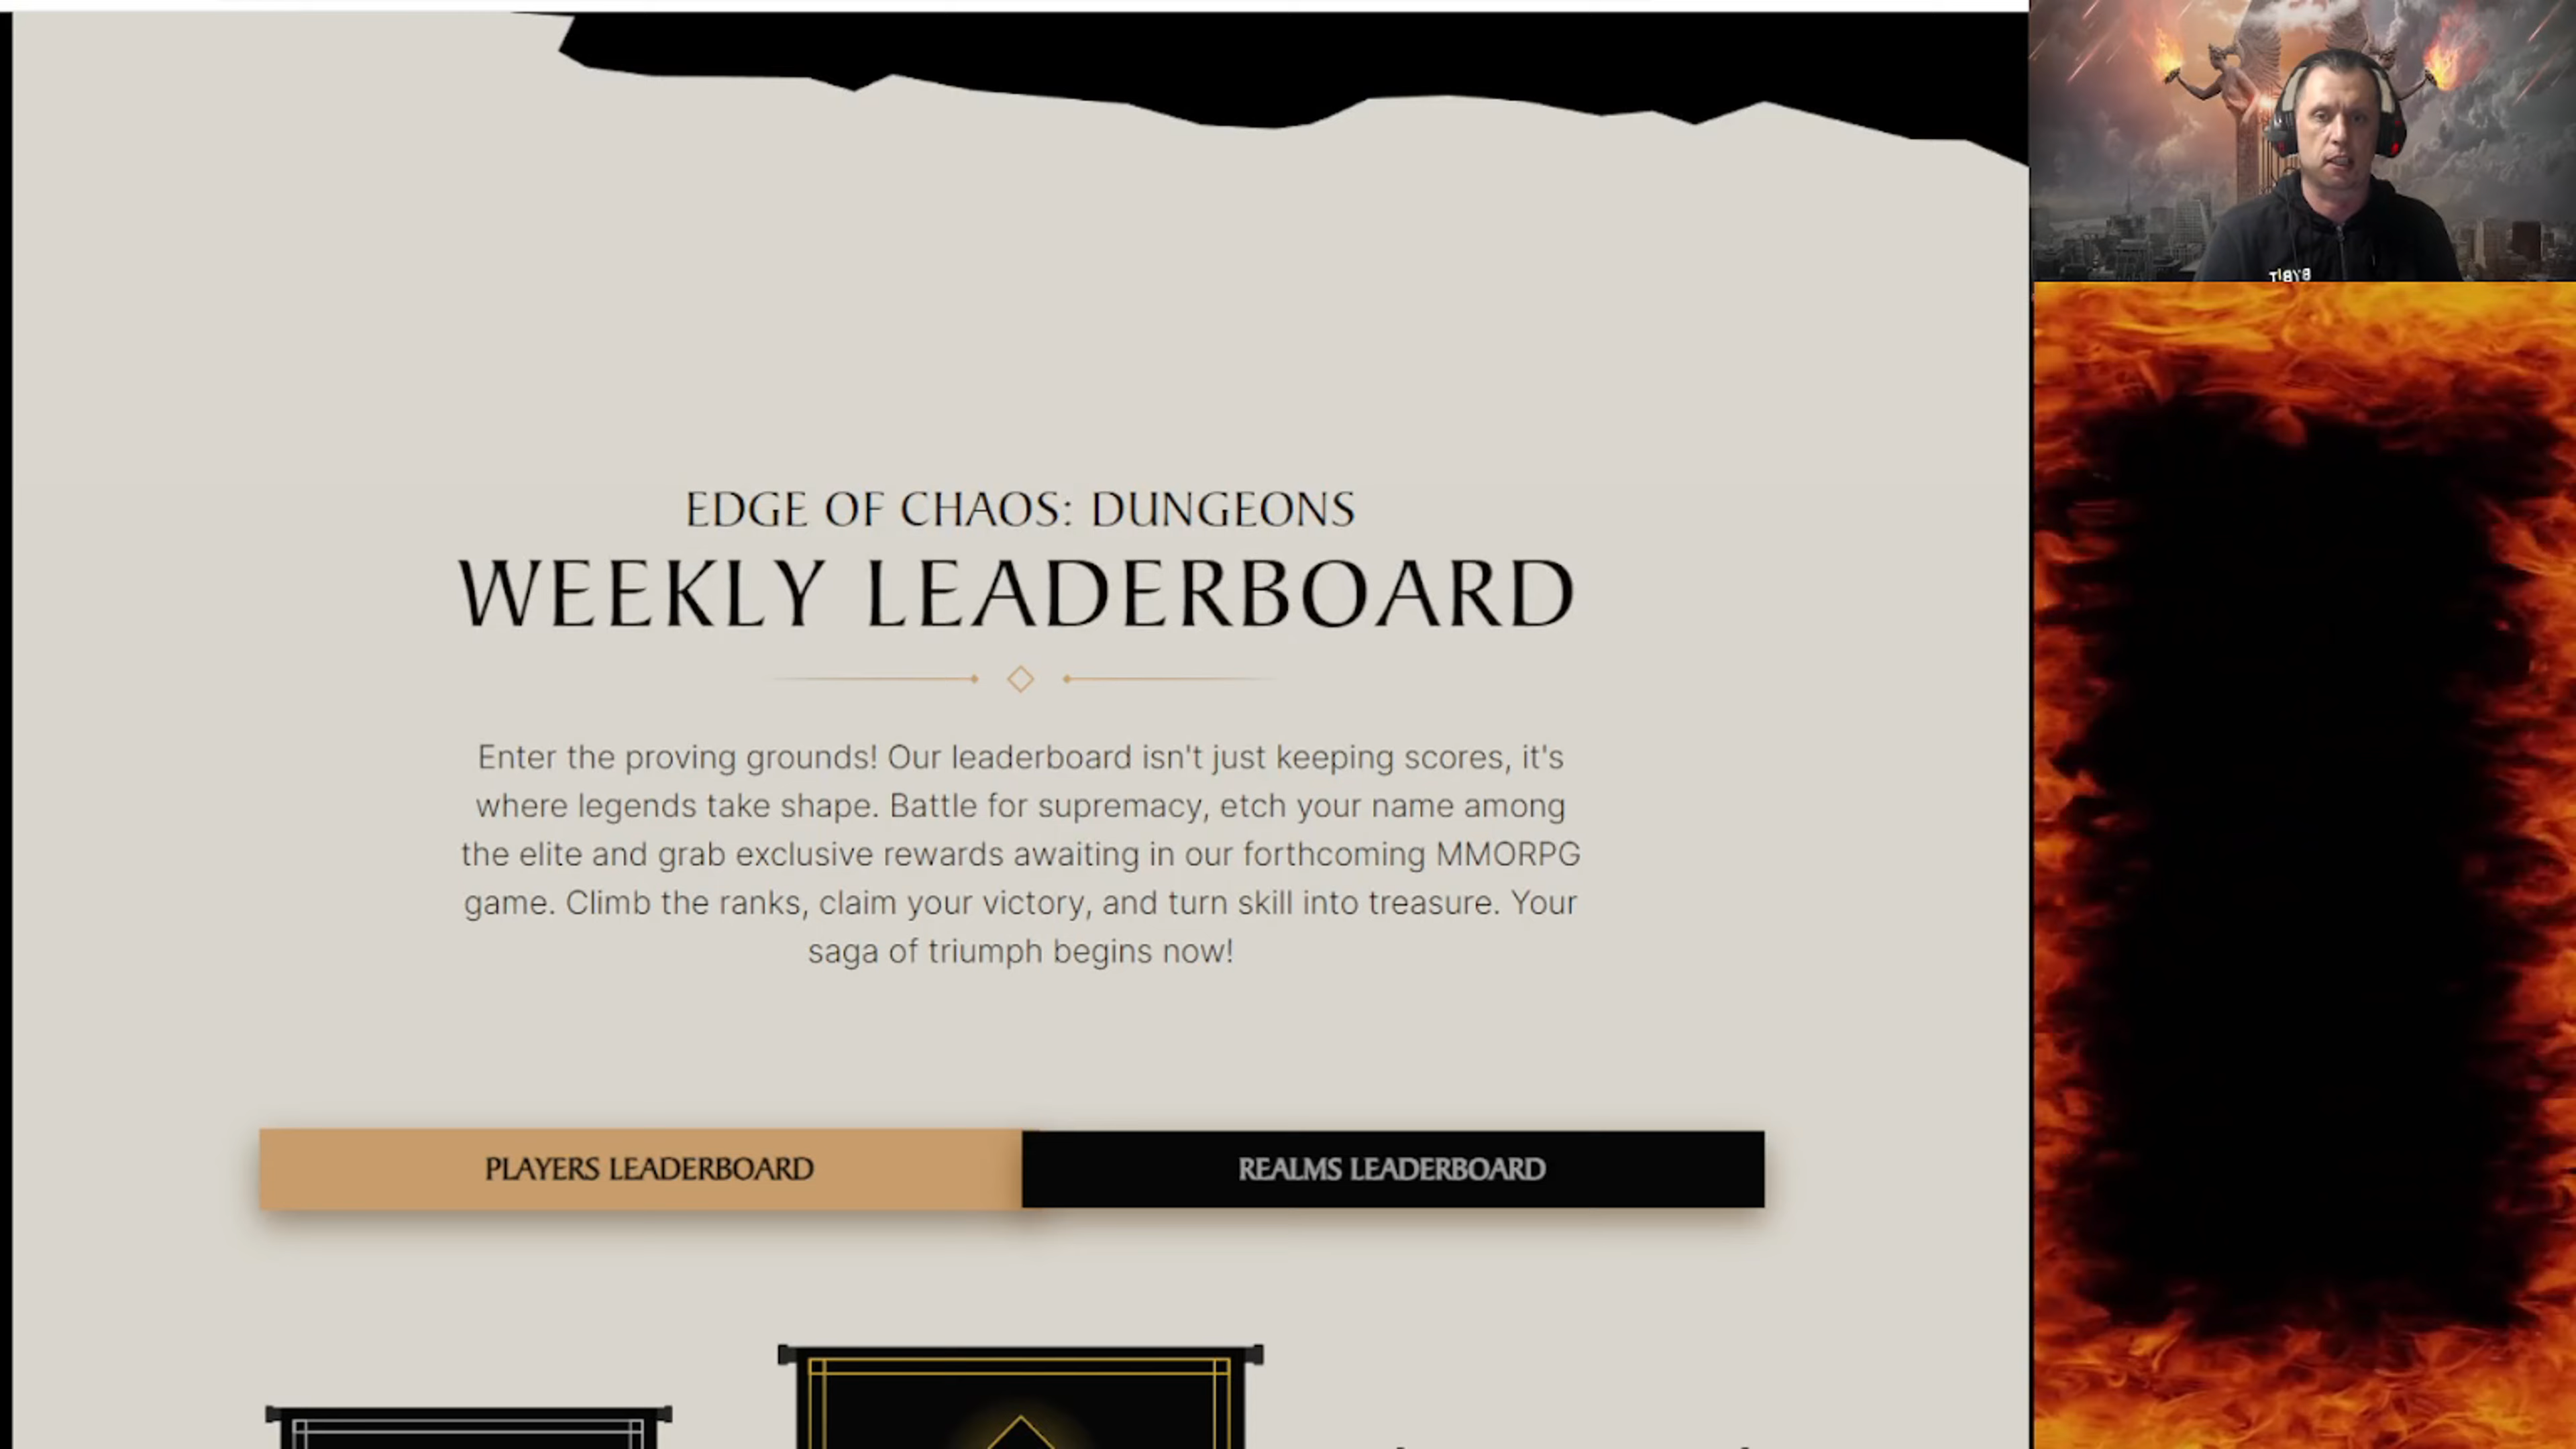 EDGE OF CHAOS: DUNGEONS
WEEKLY LEADERBOARD
Enter the proving grounds! Our leaderboard isn't just keeping scores, it's
where legends take shape. Battle for supremacy, etch your name among
the elite and grab exclusive rewards awaiting in our forthcoming MMORPG
game. Climb the ranks, claim your victory, and turn skill into treasure. Your
saga of triumph begins now!
PLAYERS LEADERBOARD
REALMS LEADERBOARD
BYBIT